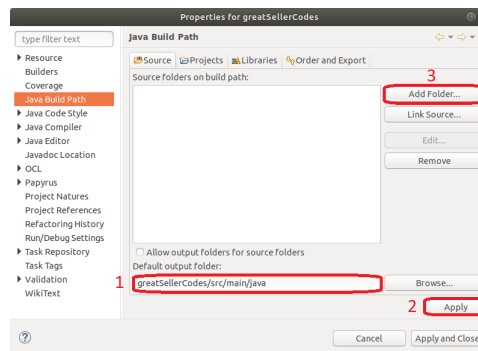 Properties for greatSellerCodes
type filter text
Java Build Path
Resource
Builders
Coverage
Java Build Path
Java Code Style
Java Compiler
Java Editor
Javadoc Location
OCL
Papyrus
Project Natures
Project References
Refactoring History
Run/Debug Settings
Task Repository
Task Tags
Validation
WikiText
Source Projects Libraries Order and Export
Source folders on build path:
3
Add Folder...
Link Source...
Edit...
Remove
Allow output folders for source folders
Default output folder:
1 greatSellerCodes/src/main/java Browse...
2 Apply
? Cancel Apply and Close